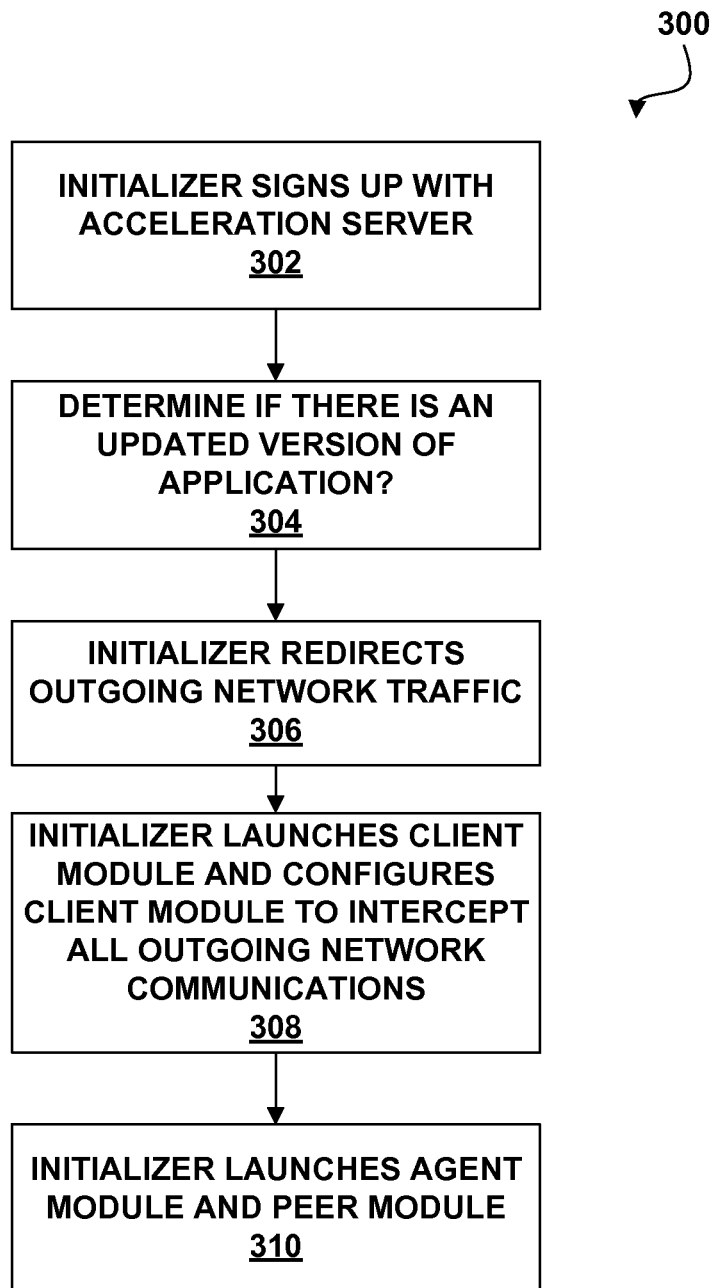 300
INITIALIZER SIGNS UP WITH
ACCELERATION SERVER
302
DETERMINE IF THERE IS AN
UPDATED VERSION OF
APPLICATION?
304
INITIALIZER REDIRECTS
OUTGOING NETWORK TRAFFIC
306
INITIALIZER LAUNCHES CLIENT
MODULE AND CONFIGURES
CLIENT MODULE TO INTERCEPT
ALL OUTGOING NETWORK
COMMUNICATIONS
308
INITIALIZER LAUNCHES AGENT
MODULE AND PEER MODULE
310